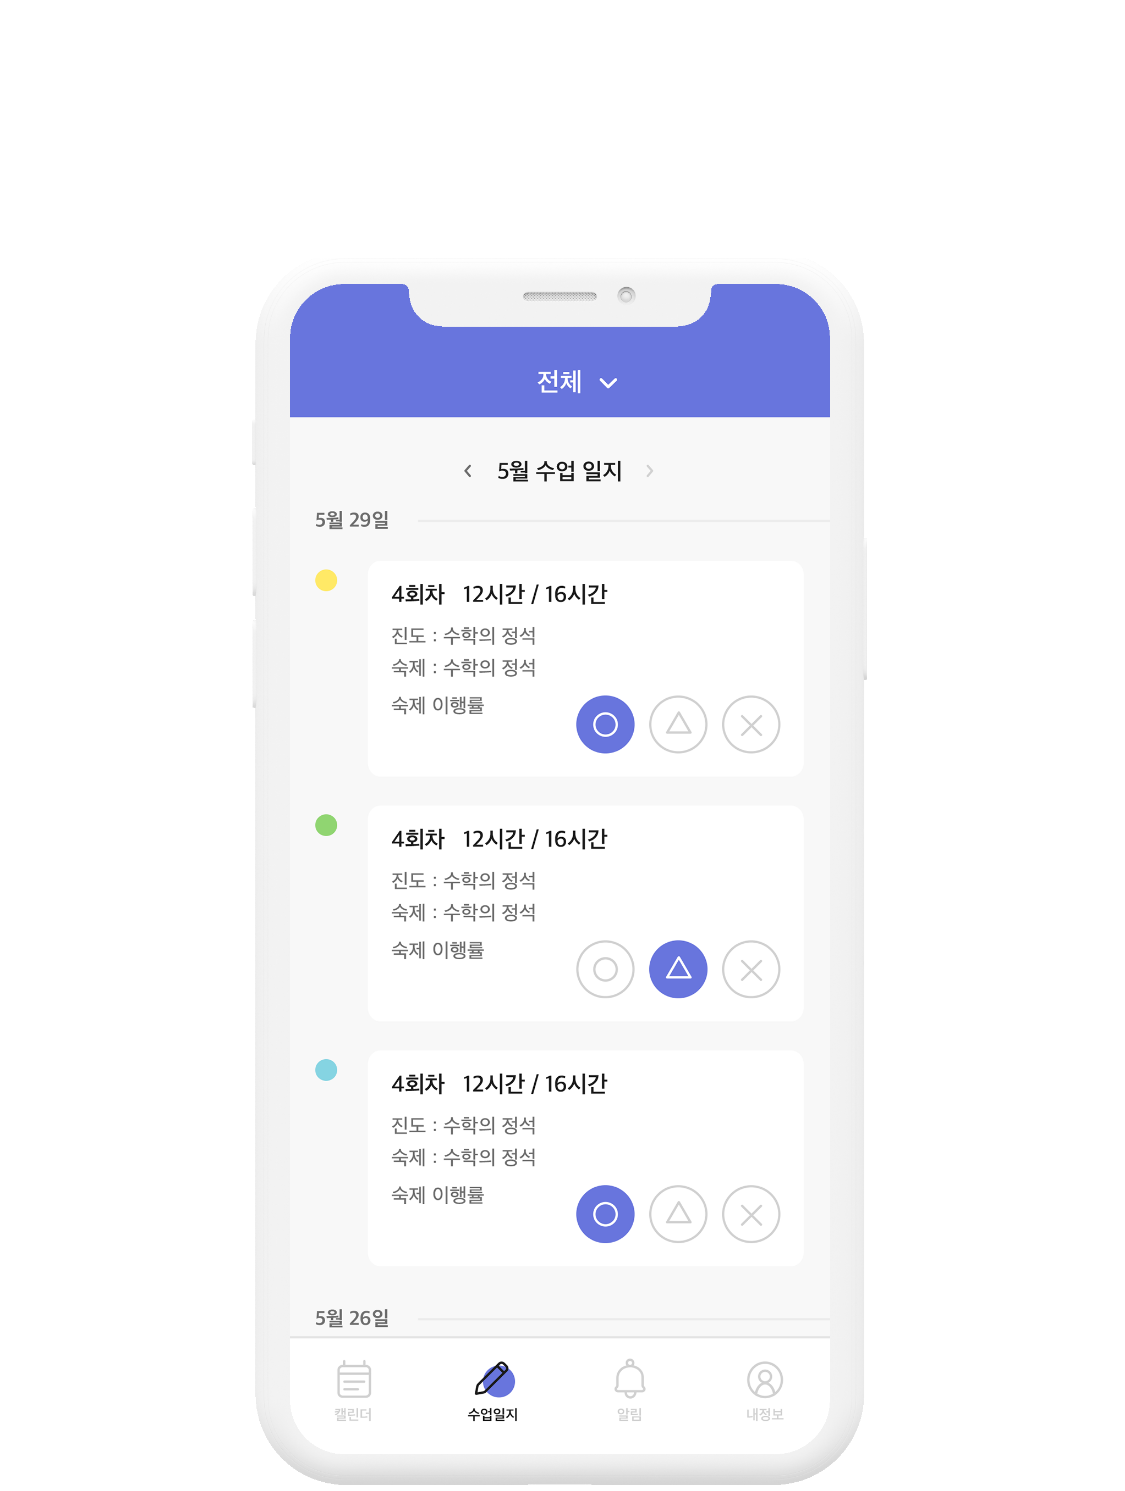 전체
5월 수업 일지
5월 29일
4회차 12시간 / 16시간
진도 : 수학의 정석
숙제 : 수학의 정석
숙제 이행률
4회차 12시간 / 16시간
진도 : 수학의 정석
숙제 : 수학의 정석
숙제 이행률
4회차 12시간 / 16시간
진도 : 수학의 정석
숙제 : 수학의 정석
숙제 이행률
5월 26일
캘린더 수업일지 알림 내정보